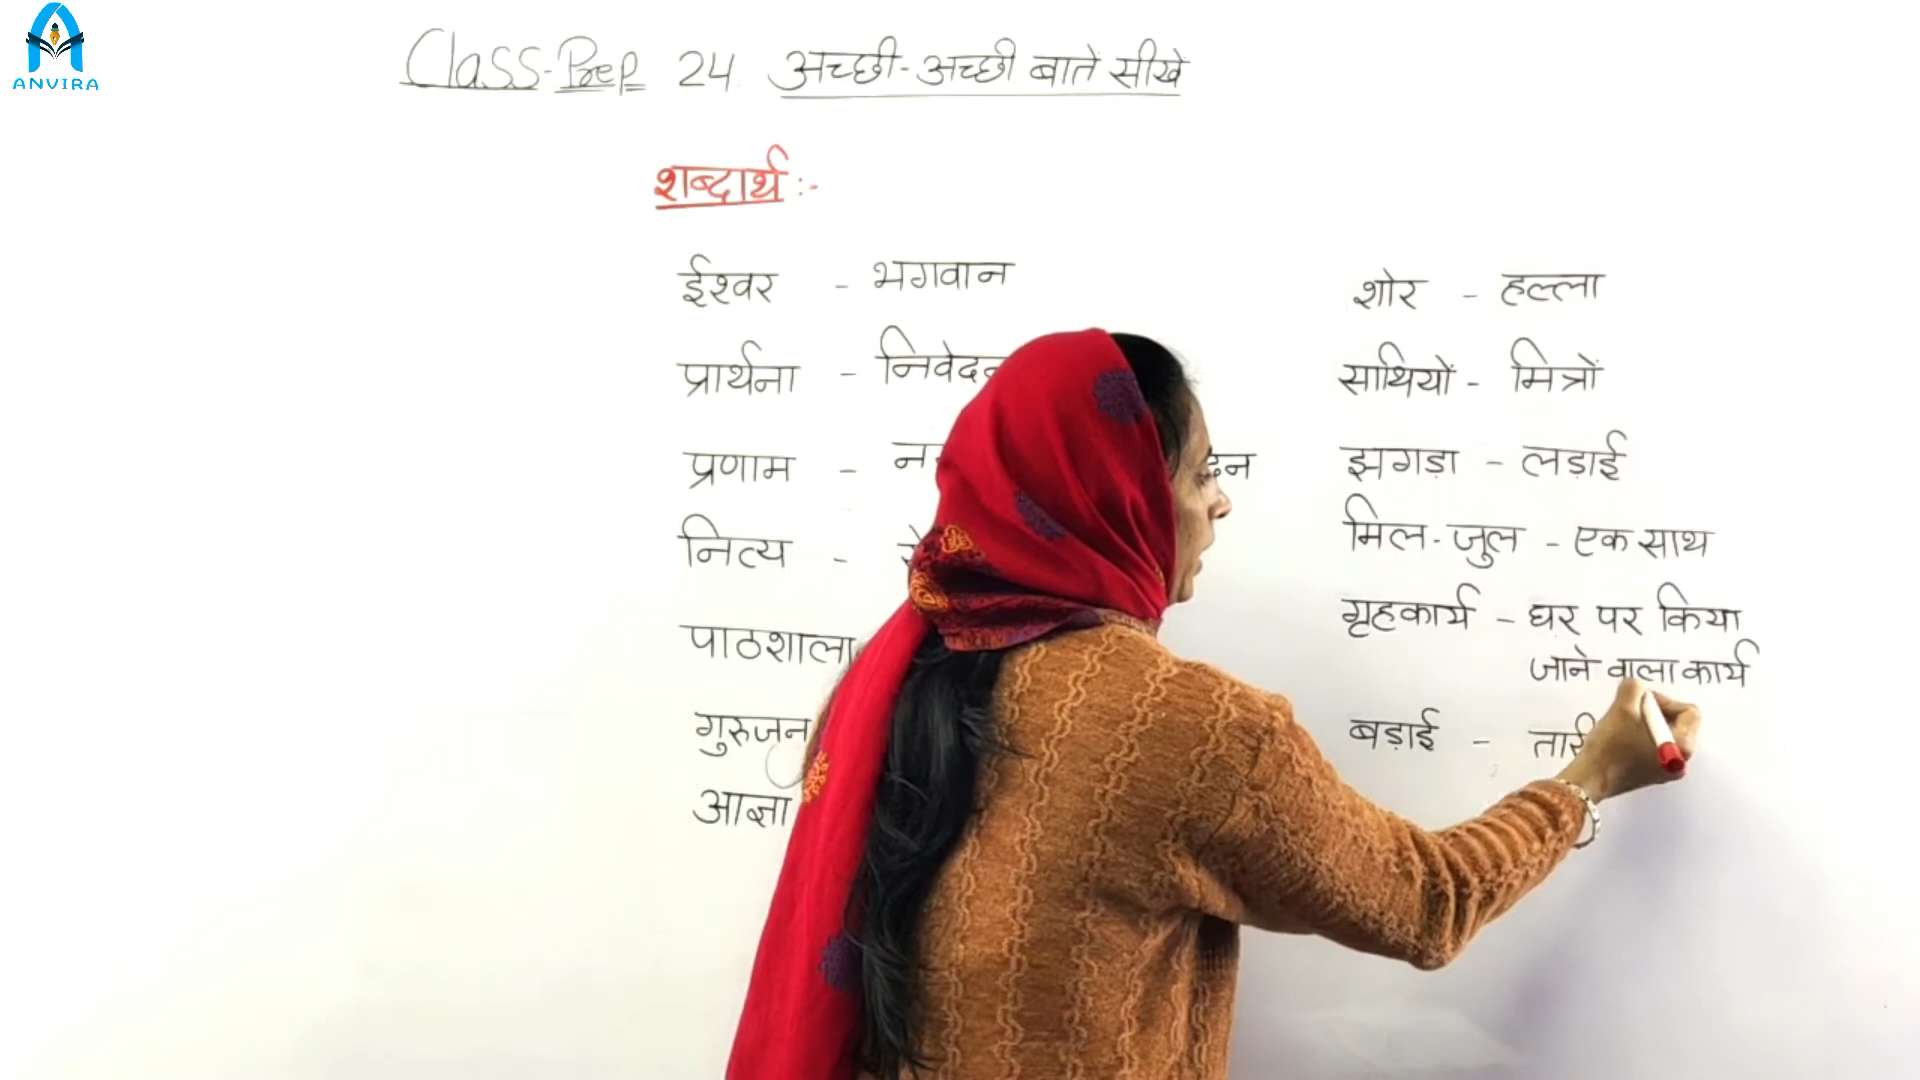 ANVIRA
Class-Prep 24. अच्छी-अच्छी बाते सीखे
शब्दार्थ :-
ईश्वर - भगवान
प्रार्थना -
प्रणाम -
नित्य -
पाठशाला
गुरुजन
आज्ञा
शोर - हल्ला
साथियों - मित्रों
झगड़ा - लड़ाई
मिल-जुल - एक साथ
गृहकार्य - घर पर किया
जाने वाला कार्य
बड़ाई -